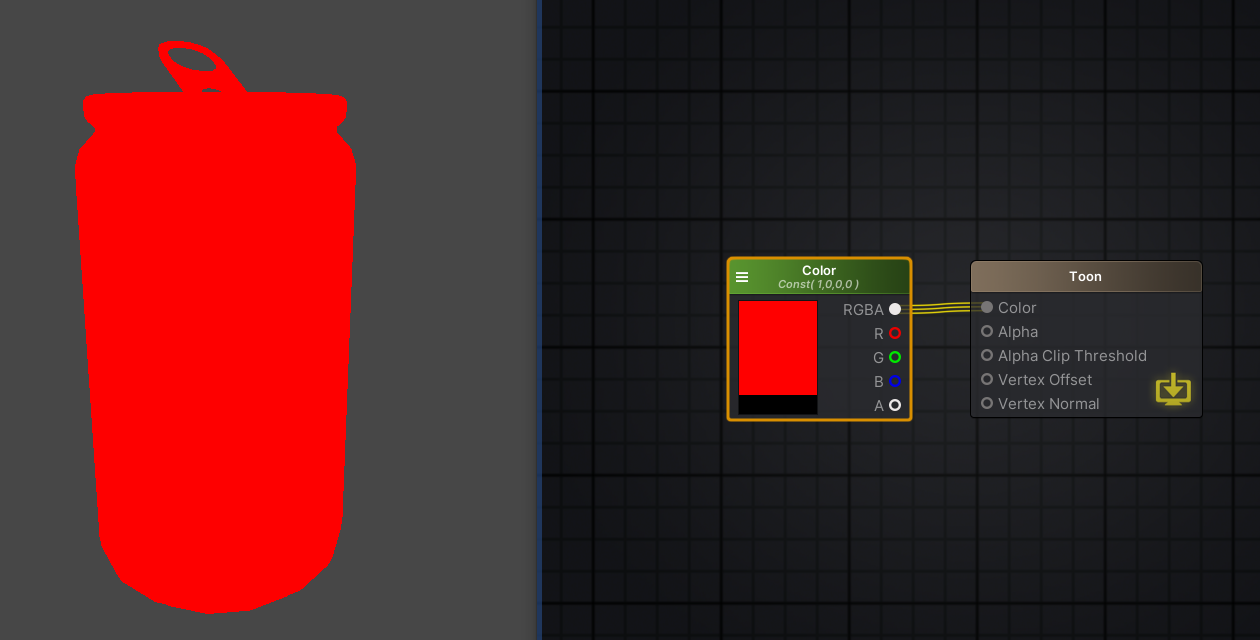 Color
Const( 1,0,0,0 )
RGBA
R
G
B
A
Toon
Color
Alpha
Alpha Clip Threshold
Vertex Offset
Vertex Normal